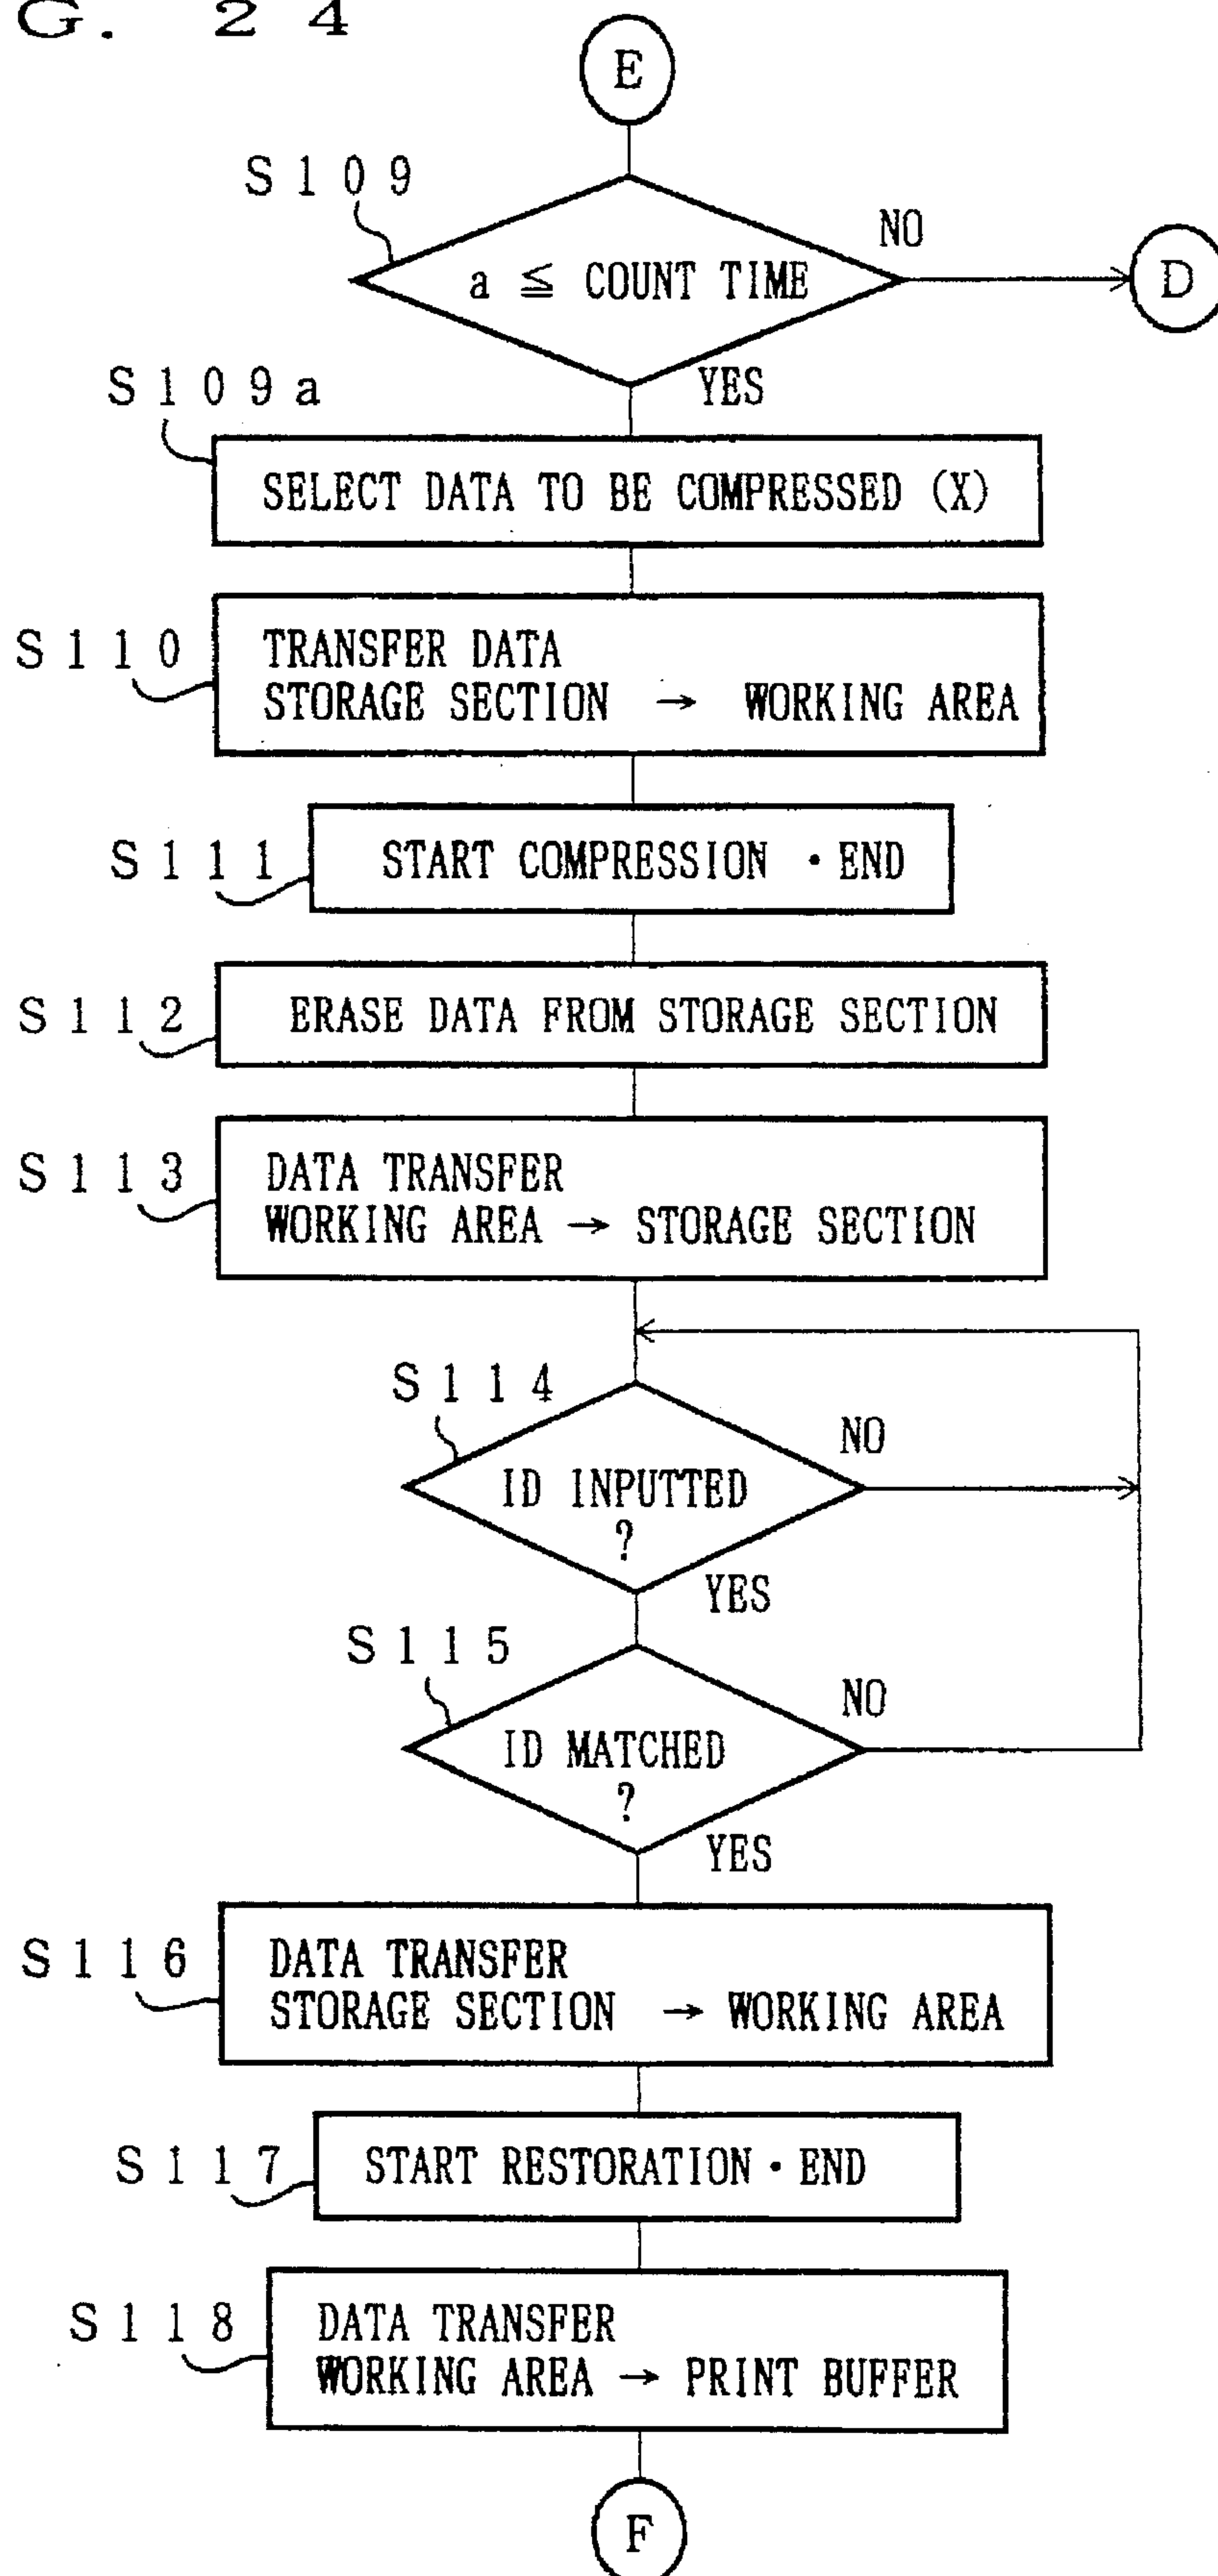 G. 24
E
S109
a ≦ COUNT TIME
NO
D
YES
S109a
SELECT DATA TO BE COMPRESSED (X)
S110
TRANSFER DATA
STORAGE SECTION → WORKING AREA
S111
START COMPRESSION・END
S112
ERASE DATA FROM STORAGE SECTION
S113
DATA TRANSFER
WORKING AREA → STORAGE SECTION
S114
NO
ID INPUTTED
?
YES
S115
NO
ID MATCHED
?
YES
S116
DATA TRANSFER
STORAGE SECTION → WORKING AREA
S117
START RESTORATION・END
S118
DATA TRANSFER
WORKING AREA → PRINT BUFFER
F